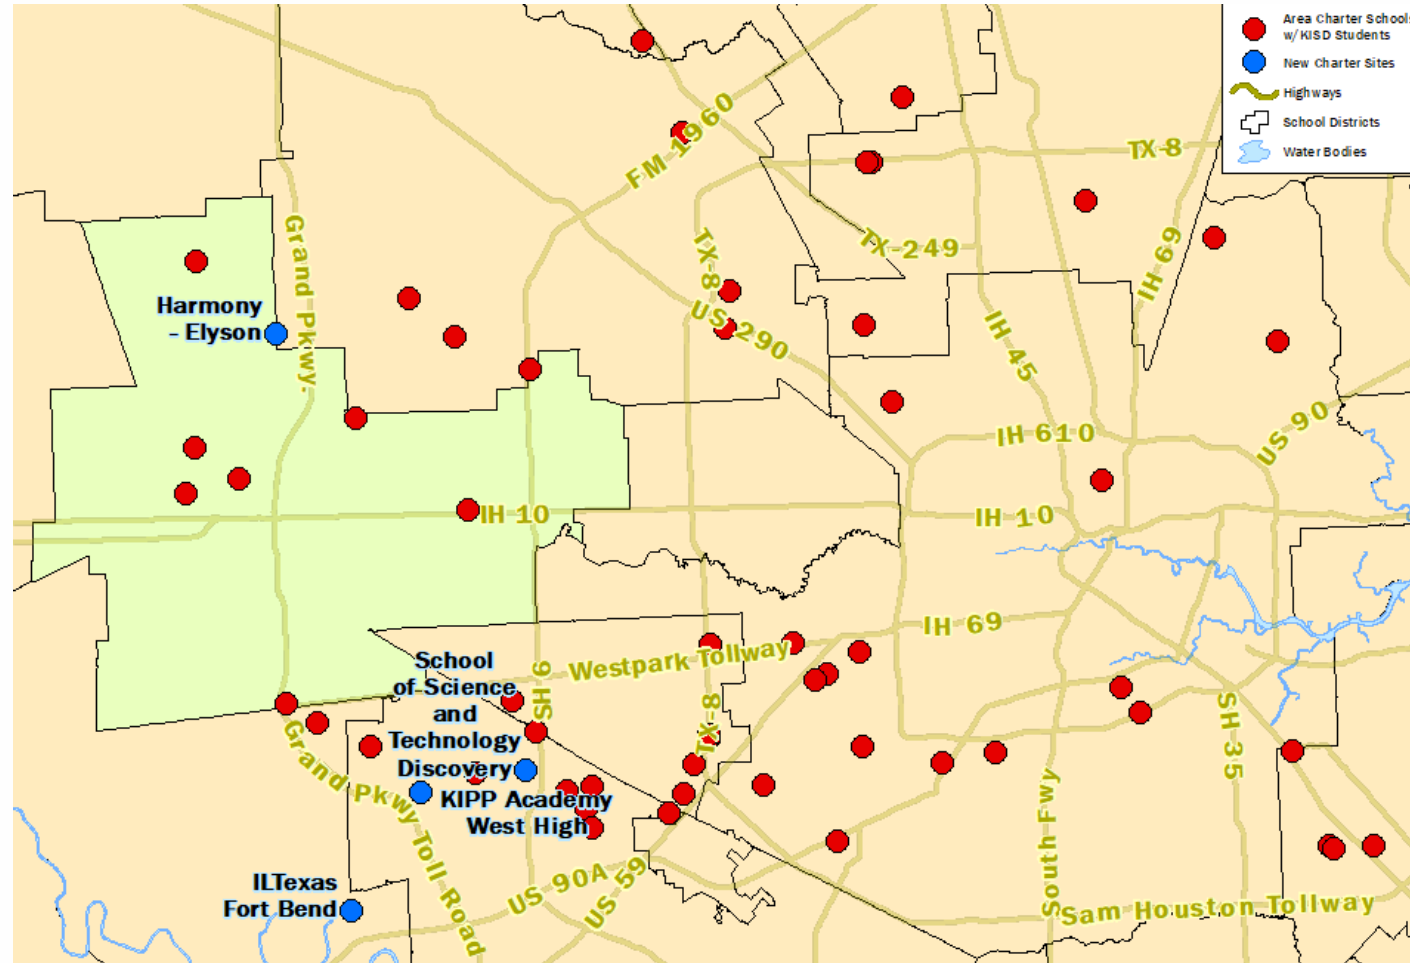 Area Charter Schools
w/ KISD Students
New Charter Sites
Highways
School Districts
Water Bodies
FM 1960
TX-8
TX-249
IH 69
Grand Pkwy.
TX-8
Harmony
- Elyson
US 290
IH 45
IH 610
US 90
IH 10
IH 10
IH 69
Westpark Tollway
School
of Science
and
Technology
Discovery
SH 6
TX-8
SH 35
Grand Pkwy Toll Road
KIPP Academy
West High
South Fwy
US 90A
US 59
ILTexas
Fort Bend
Sam Houston Tollway